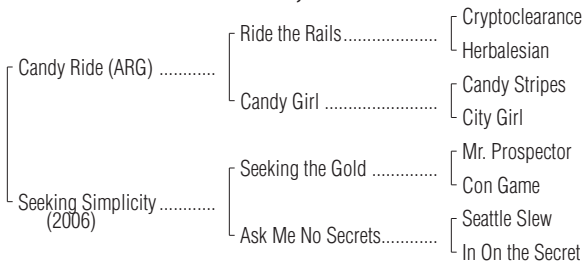 Cryptoclearance
Ride the Rails..................
Herbalesian
Candy Ride (ARG) ............
Candy Stripes
Candy Girl ........................
City Girl
Mr. Prospector
Seeking the Gold ..............
Con Game
Seeking Simplicity ............
(2006)
Seattle Slew
Ask Me No Secrets............
In On the Secret